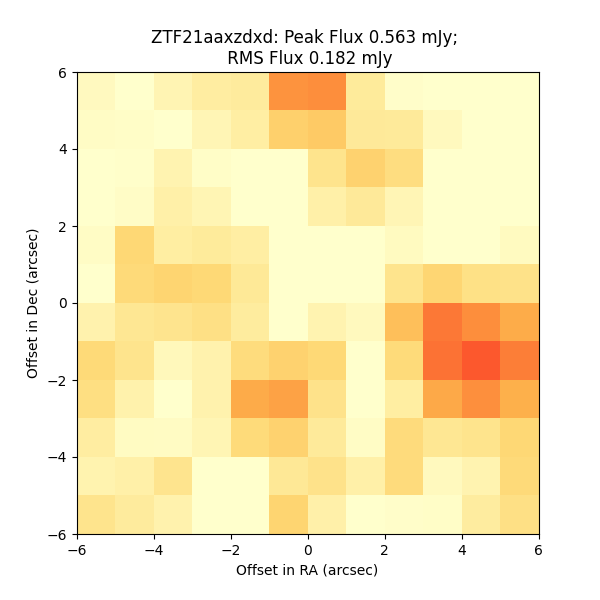 ZTF21aaxzdxd: Peak Flux 0.563 mJy;
RMS Flux 0.182 mJy
6
4
2
0
−2
−4
−6
Offset in Dec (arcsec)
−6 −4 −2 0 2 4 6
Offset in RA (arcsec)